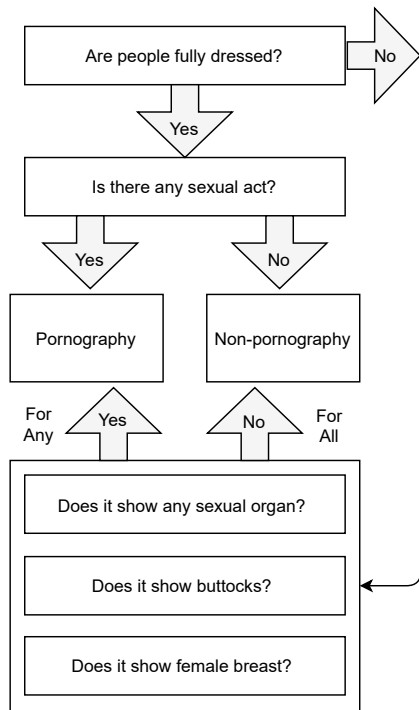 Are people fully dressed?
No
Yes
Is there any sexual act?
Yes
No
Pornography
Non-pornography
For
Any
Yes
No
For
All
Does it show any sexual organ?
Does it show buttocks?
Does it show female breast?